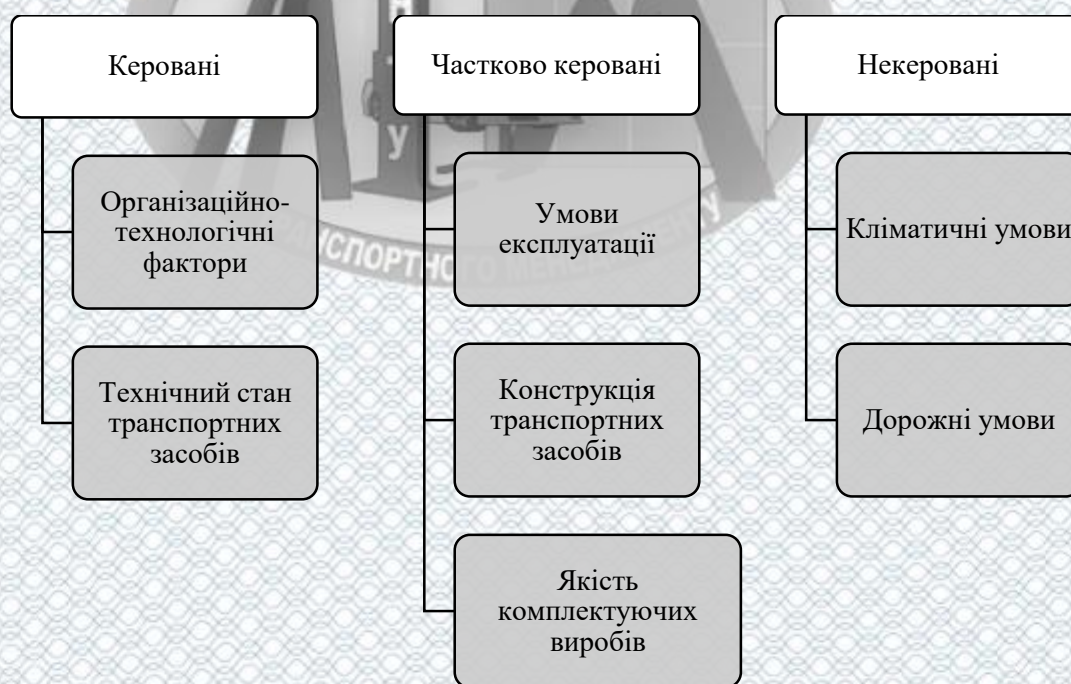 Керовані
Організаційно-
технологічні
фактори
Технічний стан
транспортних
засобів
Частково керовані
Умови
експлуатації
Конструкція
транспортних
засобів
Якість
комплектуючих
виробів
Некеровані
Кліматичні умови
Дорожні умови